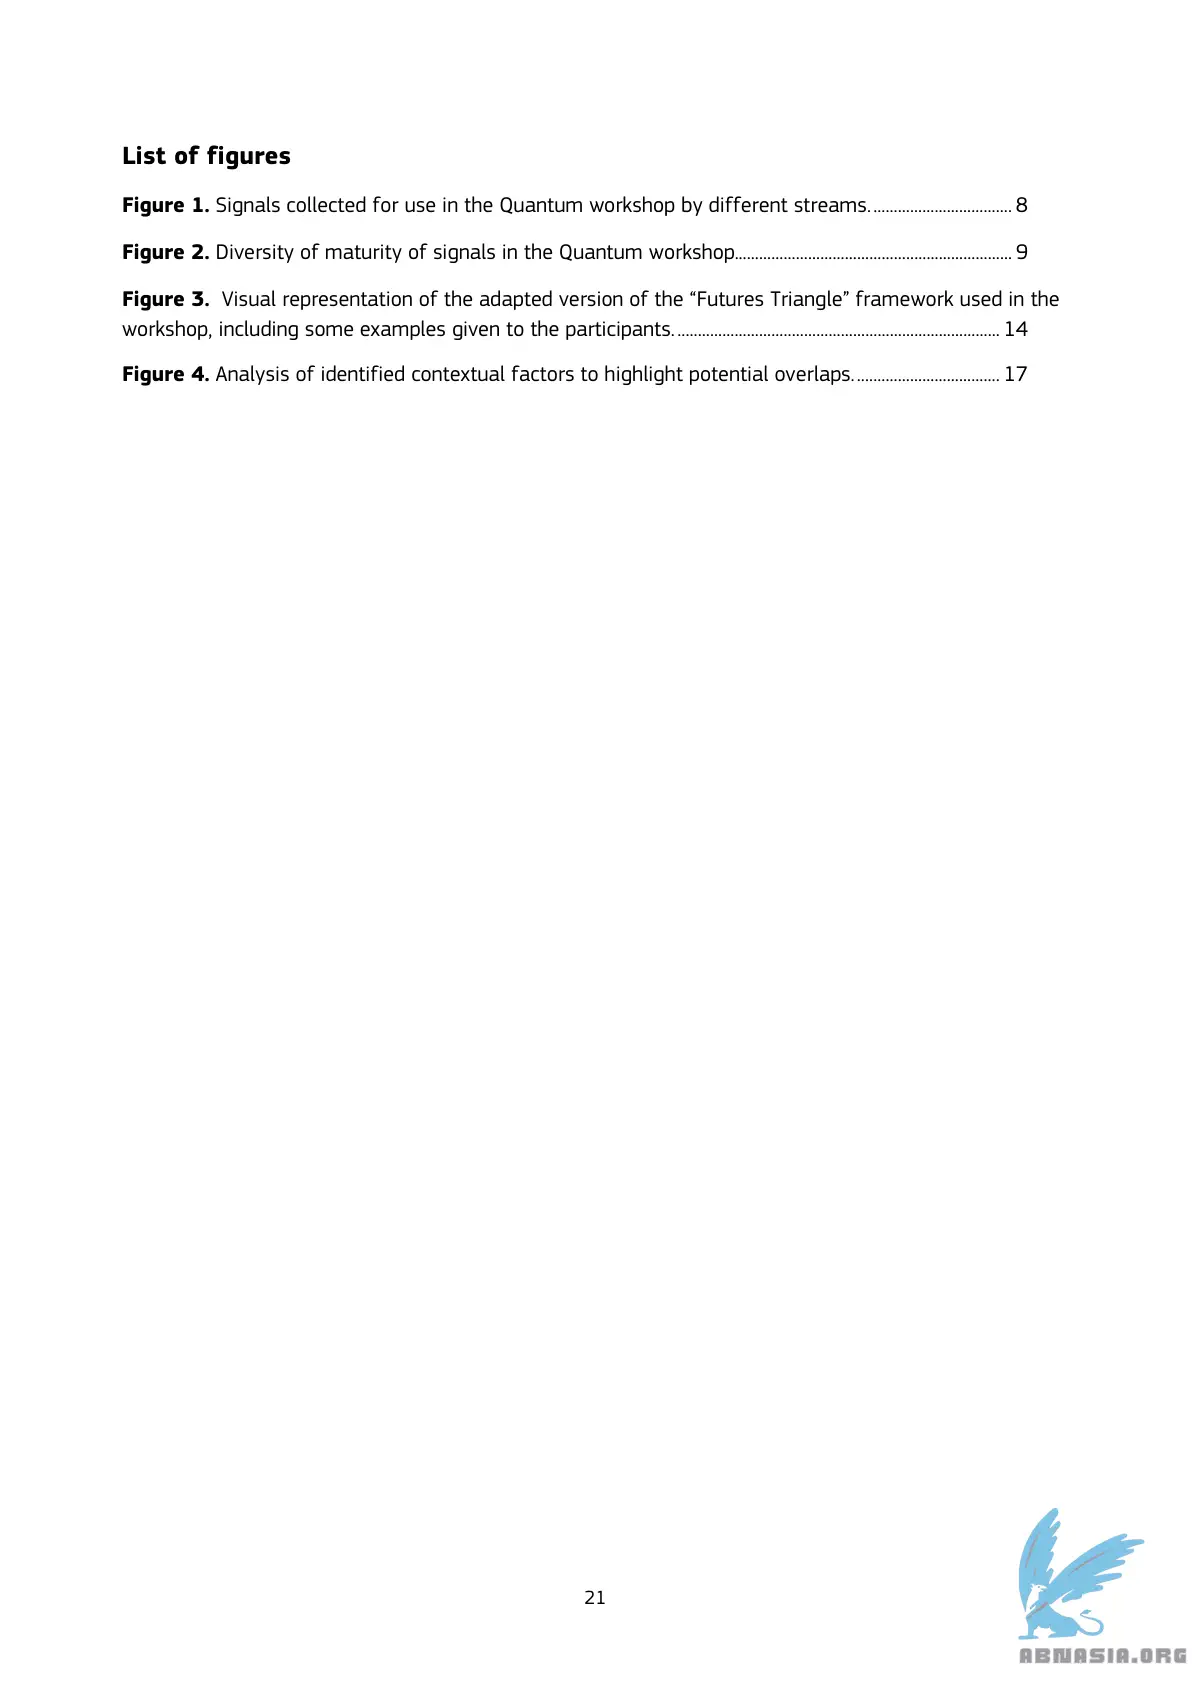 List of figures
Figure 1. Signals collected for use in the Quantum workshop by different streams. .................................. 8
Figure 2. Diversity of maturity of signals in the Quantum workshop.................................................................... 9
Figure 3.  Visual representation of the adapted version of the “Futures Triangle” framework used in the
workshop, including some examples given to the participants. ............................................................................... 14
Figure 4. Analysis of identified contextual factors to highlight potential overlaps. ................................... 17
21
ABNASIA.ORG